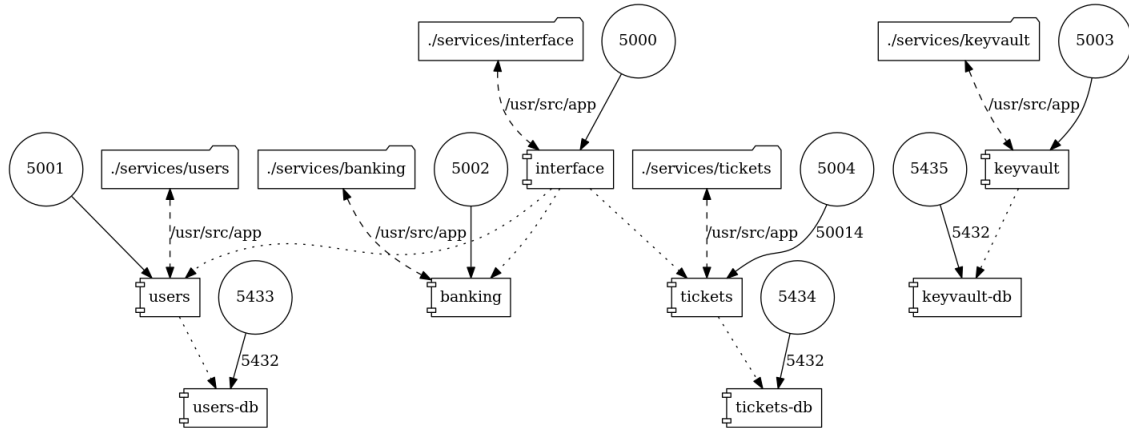 ./services/interface
5000
./services/keyvault
5003
/usr/src/app
/usr/src/app
5001
./services/users
./services/banking
5002
interface
./services/tickets
5004
5435
keyvault
/usr/src/app
/usr/src/app
/usr/src/app
50014
5432
users
5433
banking
tickets
5434
keyvault-db
5432
5432
users-db
tickets-db